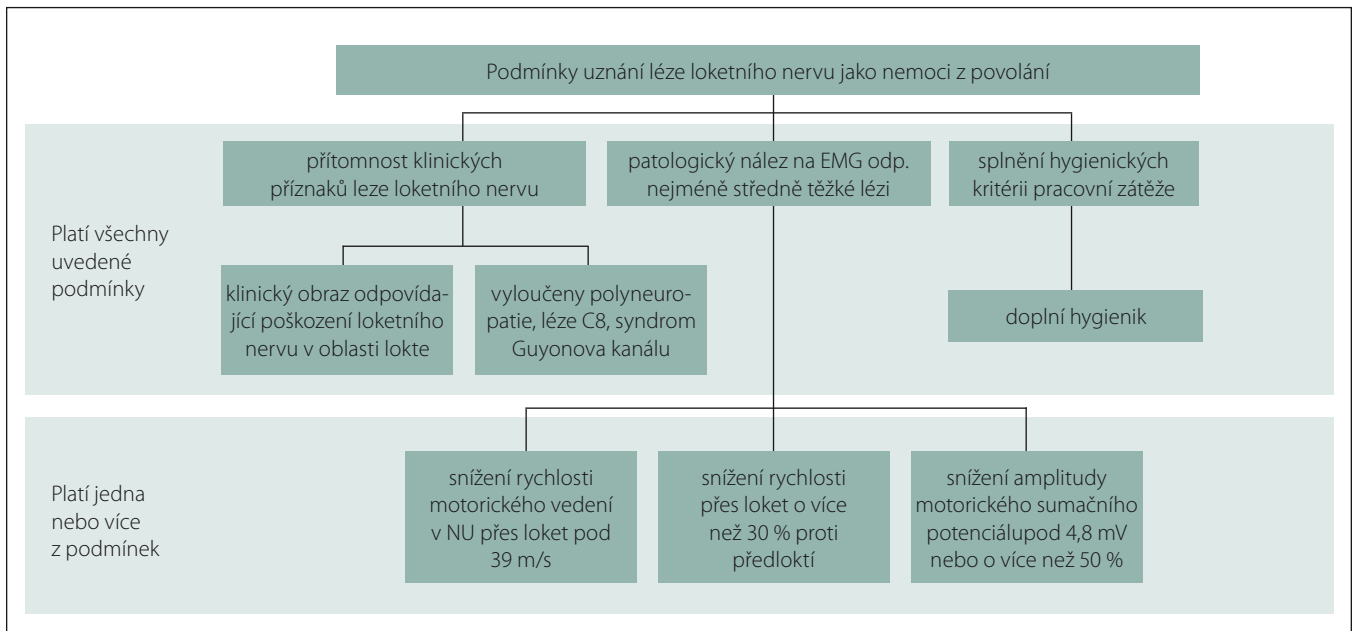 Podmínky uznání léze loketního nervu jako nemoci z povolání
Platí všechny
uvedené
podmínky
přítomnost klinických
příznaků leze loketního nervu
patologický nález na EMG odp.
nejméně středně těžké lézi
splnění hygienických
kritérii pracovní zátěže
klinický obraz odpovída-
jící poškození loketního
nervu v oblasti lokte
vyloučeny polyneuro-
patie, léze C8, syndrom
Guyonova kanálu
doplní hygienik
Platí jedna
nebo více
z podmínek
snížení rychlosti
motorického vedení
v NU přes loket pod
39 m/s
snížení rychlosti
přes loket o více
než 30 % proti
předloktí
snížení amplitudy
motorického sumačního
potenciálupod 4,8 mV
nebo o více než 50 %